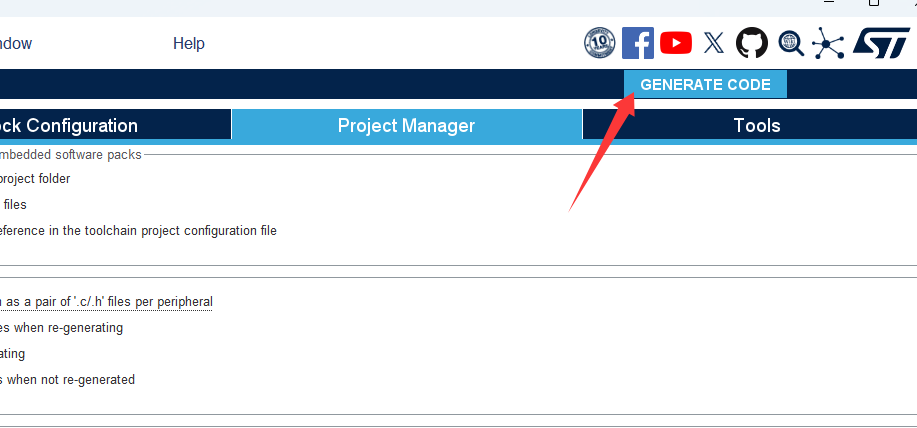 ndow Help
10
ST
GENERATE CODE
ck Configuration Project Manager Tools
mbedded software packs
project folder
files
eference in the toolchain project configuration file
as a pair of '.c/.h' files per peripheral
es when re-generating
ating
s when not re-generated